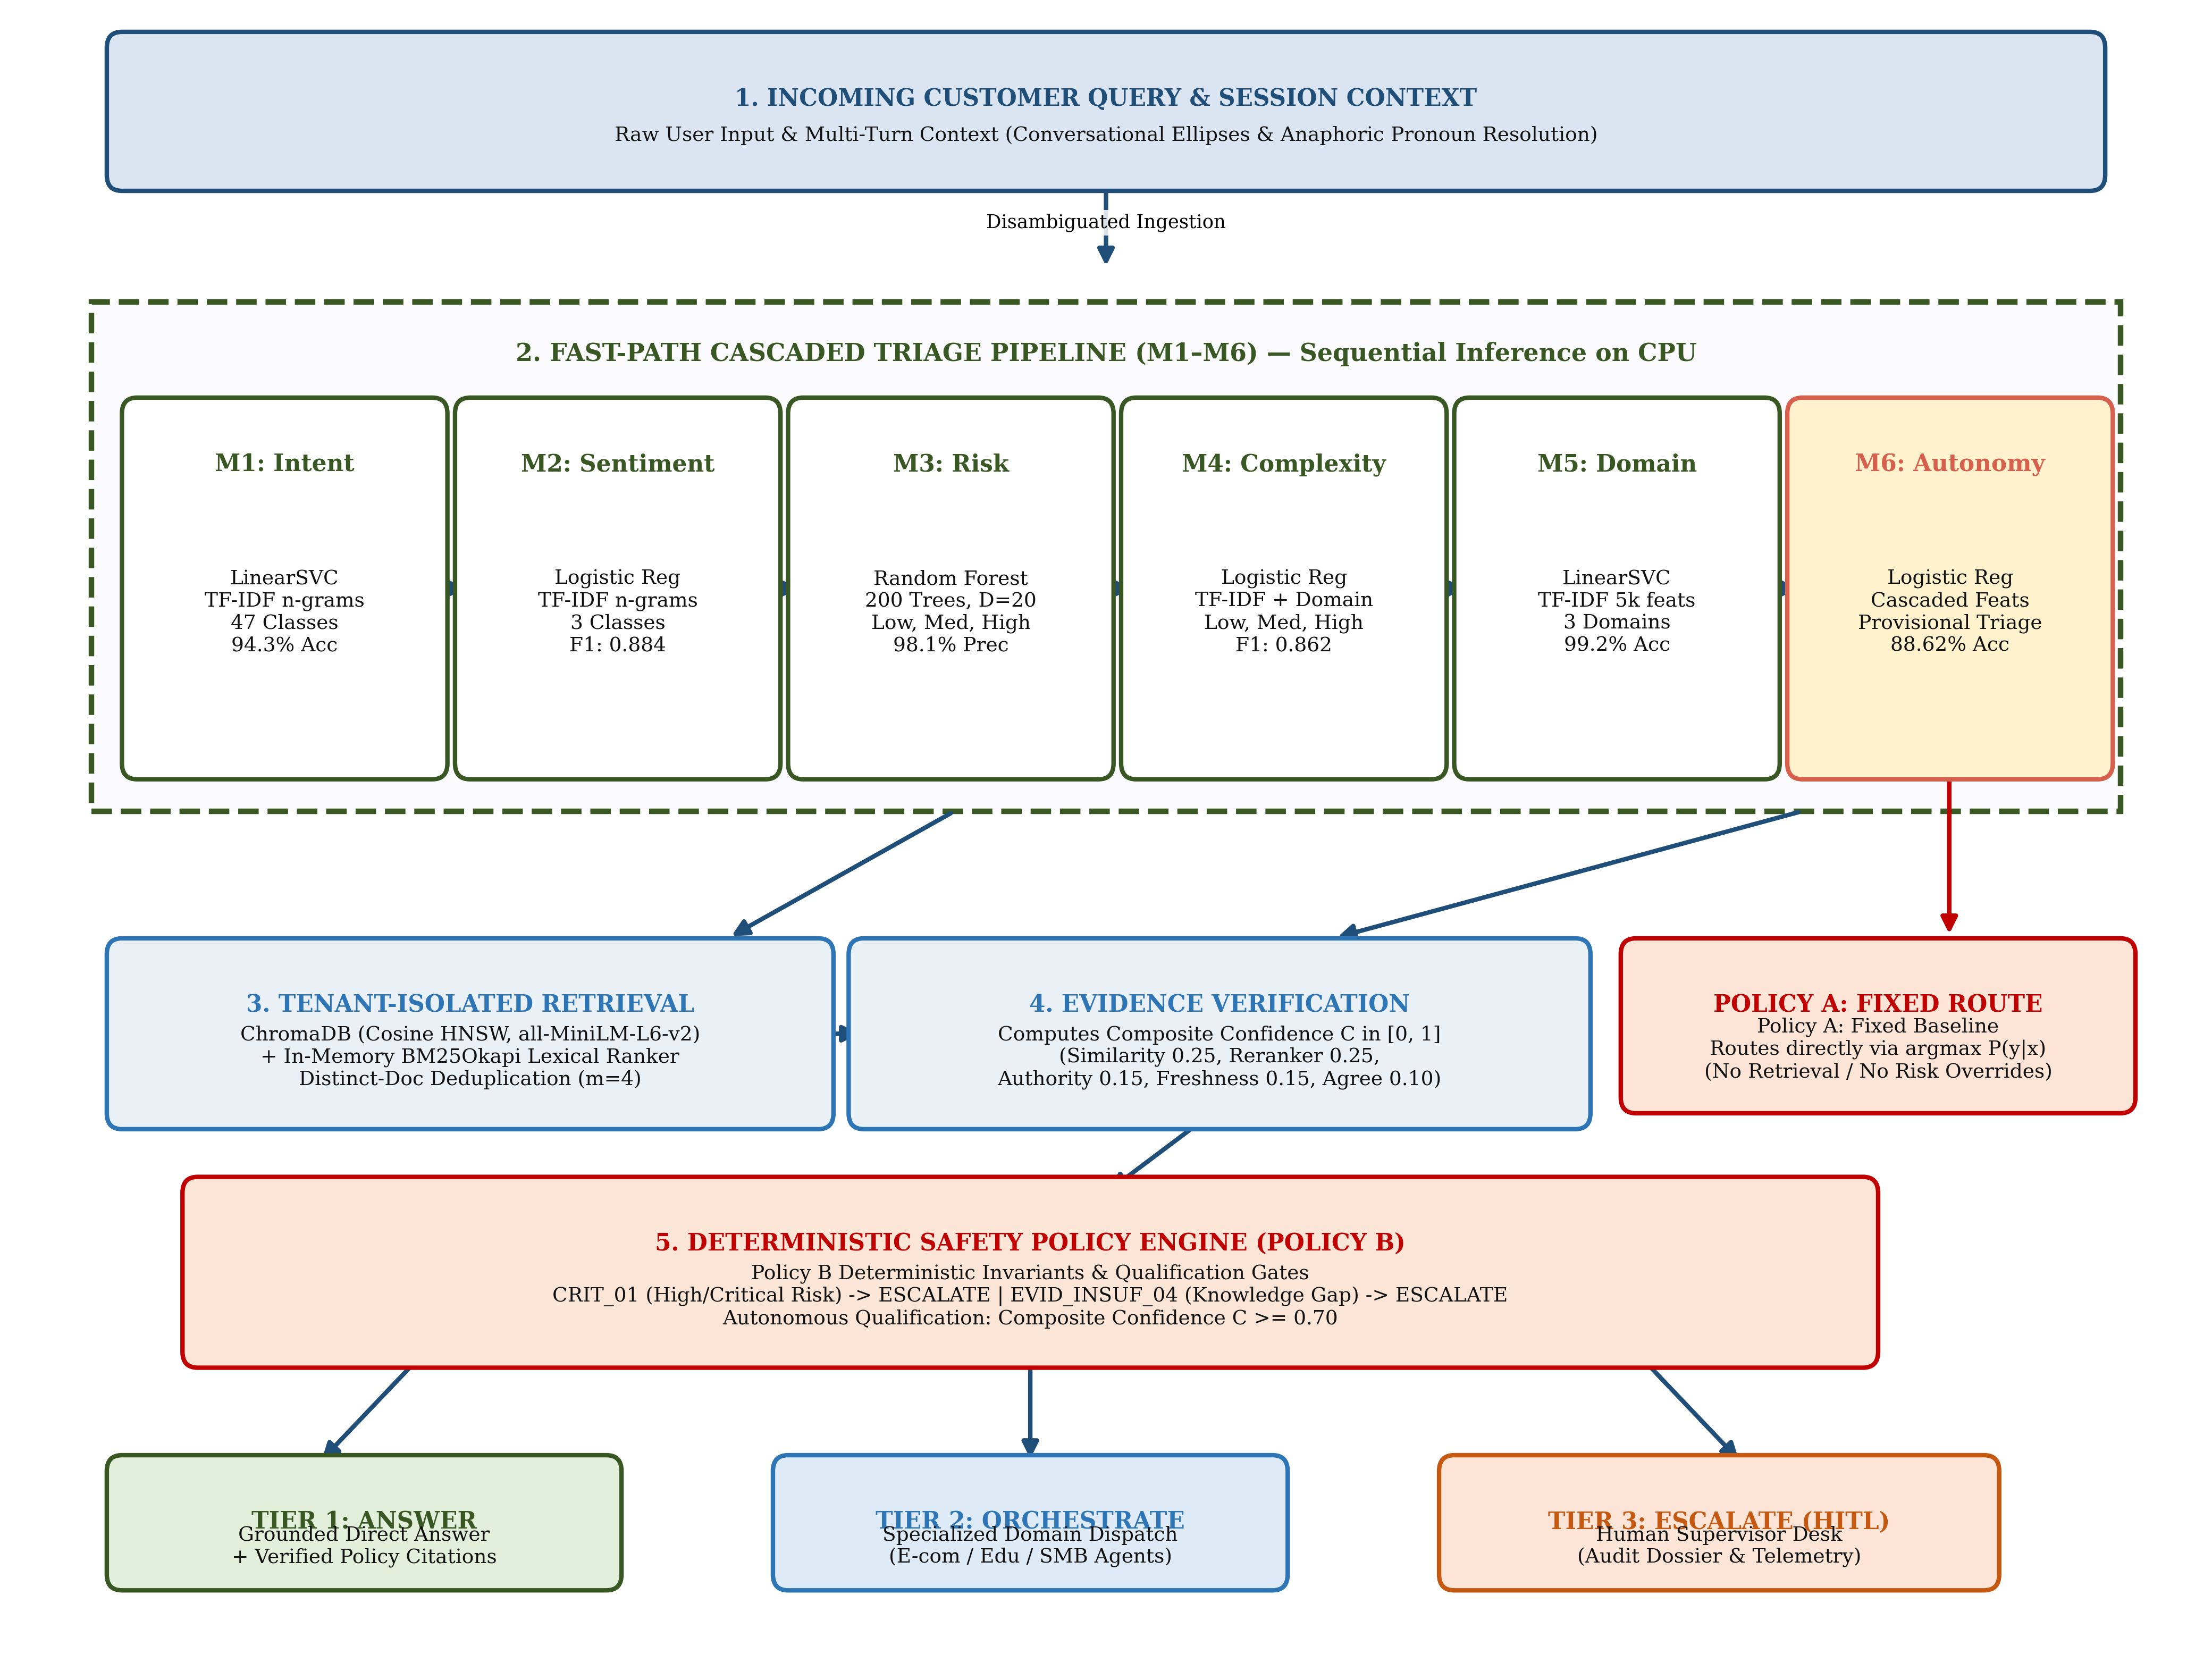 1. INCOMING CUSTOMER QUERY & SESSION CONTEXT
Raw User Input & Multi-Turn Context (Conversational Ellipses & Anaphoric Pronoun Resolution)
Disambiguated Ingestion
2. FAST-PATH CASCADED TRIAGE PIPELINE (M1–M6) — Sequential Inference on CPU
M1: Intent
LinearSVC
TF-IDF n-grams
47 Classes
94.3% Acc
M2: Sentiment
Logistic Reg
TF-IDF n-grams
3 Classes
F1: 0.884
M3: Risk
Random Forest
200 Trees, D=20
Low, Med, High
98.1% Prec
M4: Complexity
Logistic Reg
TF-IDF + Domain
Low, Med, High
F1: 0.862
M5: Domain
LinearSVC
TF-IDF 5k feats
3 Domains
99.2% Acc
M6: Autonomy
Logistic Reg
Cascaded Feats
Provisional Triage
88.62% Acc
3. TENANT-ISOLATED RETRIEVAL
ChromaDB (Cosine HNSW, all-MiniLM-L6-v2)
+ In-Memory BM25Okapi Lexical Ranker
Distinct-Doc Deduplication (m=4)
4. EVIDENCE VERIFICATION
Computes Composite Confidence C in [0, 1]
(Similarity 0.25, Reranker 0.25,
Authority 0.15, Freshness 0.15, Agree 0.10)
POLICY A: FIXED ROUTE
Policy A: Fixed Baseline
Routes directly via argmax P(y|x)
(No Retrieval / No Risk Overrides)
5. DETERMINISTIC SAFETY POLICY ENGINE (POLICY B)
Policy B Deterministic Invariants & Qualification Gates
CRIT_01 (High/Critical Risk) -> ESCALATE | EVID_INSUF_04 (Knowledge Gap) -> ESCALATE
Autonomous Qualification: Composite Confidence C >= 0.70
TIER 1: ANSWER
Grounded Direct Answer
+ Verified Policy Citations
TIER 2: ORCHESTRATE
Specialized Domain Dispatch
(E-com / Edu / SMB Agents)
TIER 3: ESCALATE (HITL)
Human Supervisor Desk
(Audit Dossier & Telemetry)